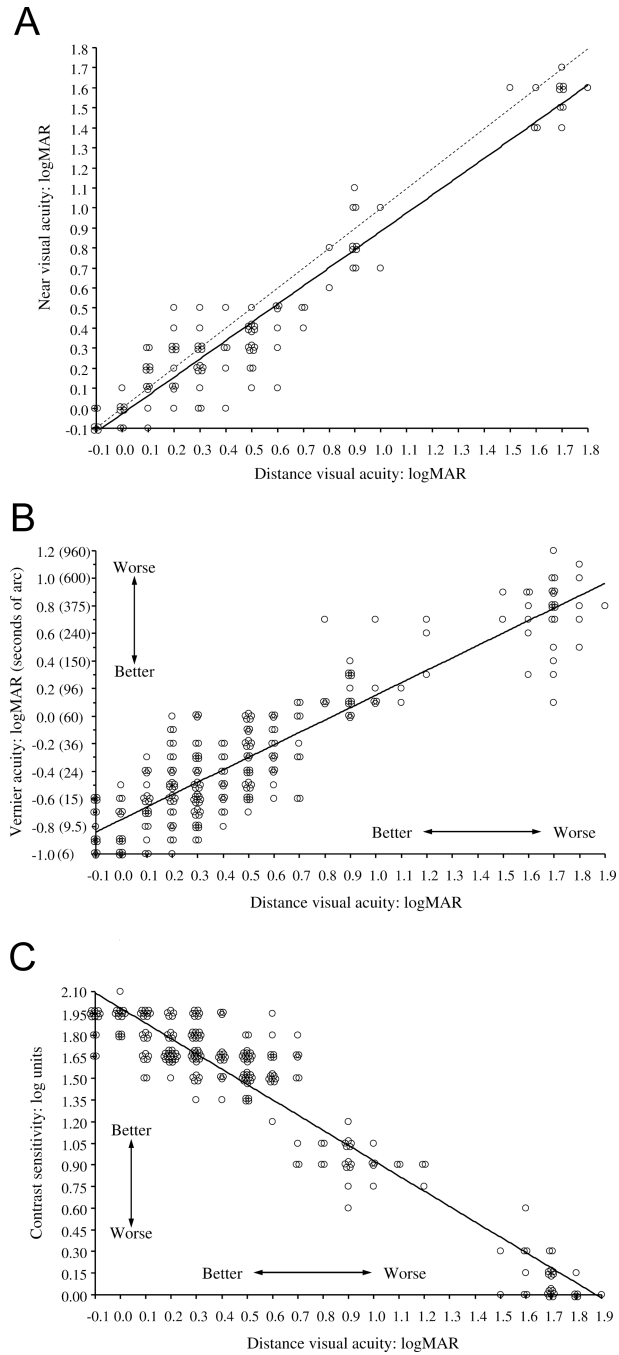 A
1.8
1.7
1.6
1.5
1.4
1.3
1.2
1.1
1.0
0.9
0.8
0.7
0.6
0.5
0.4
0.3
0.2
0.1
0.0
-0.1
Near visual acuity: logMAR
-0.1 0.0 0.1 0.2 0.3 0.4 0.5 0.6 0.7 0.8 0.9 1.0 1.1 1.2 1.3 1.4 1.5 1.6 1.7 1.8
Distance visual acuity: logMAR
B
1.2 (960)
1.0 (600)
0.8 (375)
0.6 (240)
0.4 (150)
0.2 (96)
0.0 (60)
-0.2 (36)
-0.4 (24)
-0.6 (15)
-0.8 (9.5)
-1.0 (6)
Vernier acuity: logMAR (seconds of arc)
Worse
Better
Better Worse
-0.1 0.0 0.1 0.2 0.3 0.4 0.5 0.6 0.7 0.8 0.9 1.0 1.1 1.2 1.3 1.4 1.5 1.6 1.7 1.8 1.9
Distance visual acuity: logMAR
C
2.10
1.95
1.80
1.65
1.50
1.35
1.20
1.05
0.90
0.75
0.60
0.45
0.30
0.15
0.00
Contrast sensitivity: log units
Better
Worse
Better Worse
-0.1 0.0 0.1 0.2 0.3 0.4 0.5 0.6 0.7 0.8 0.9 1.0 1.1 1.2 1.3 1.4 1.5 1.6 1.7 1.8 1.9
Distance visual acuity: logMAR